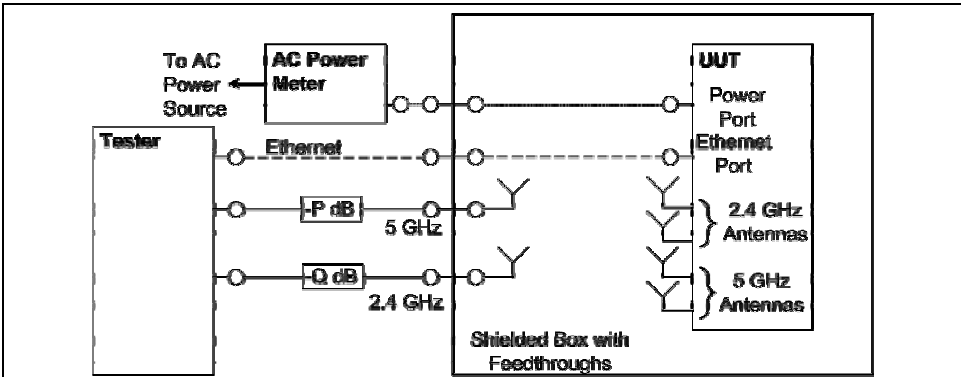 To AC
Power
Source
AC Power
Meter
UUT
Power
Port
Ethernet
Port
Tester
Ethernet
-P dB
5 GHz
-Q dB
2.4 GHz
2.4 GHz
Antennas
5 GHz
Antennas
Shielded Box with
Feedthroughs